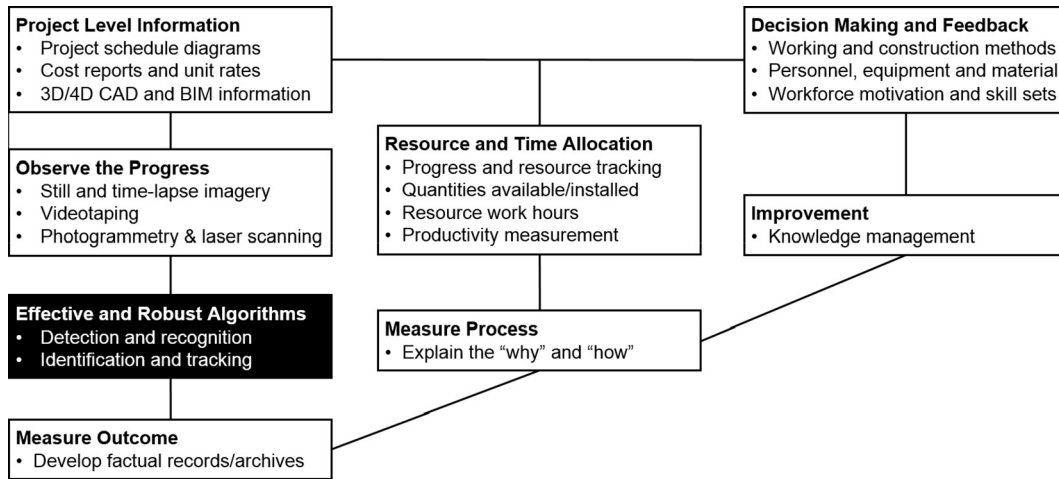 Project Level Information
• Project schedule diagrams
• Cost reports and unit rates
• 3D/4D CAD and BIM information
Observe the Progress
• Still and time-lapse imagery
• Videotaping
• Photogrammetry & laser scanning
Effective and Robust Algorithms
• Detection and recognition
• Identification and tracking
Measure Outcome
• Develop factual records/archives
Resource and Time Allocation
• Progress and resource tracking
• Quantities available/installed
• Resource work hours
• Productivity measurement
Measure Process
• Explain the “why” and “how”
Decision Making and Feedback
• Working and construction methods
• Personnel, equipment and material
• Workforce motivation and skill sets
Improvement
• Knowledge management